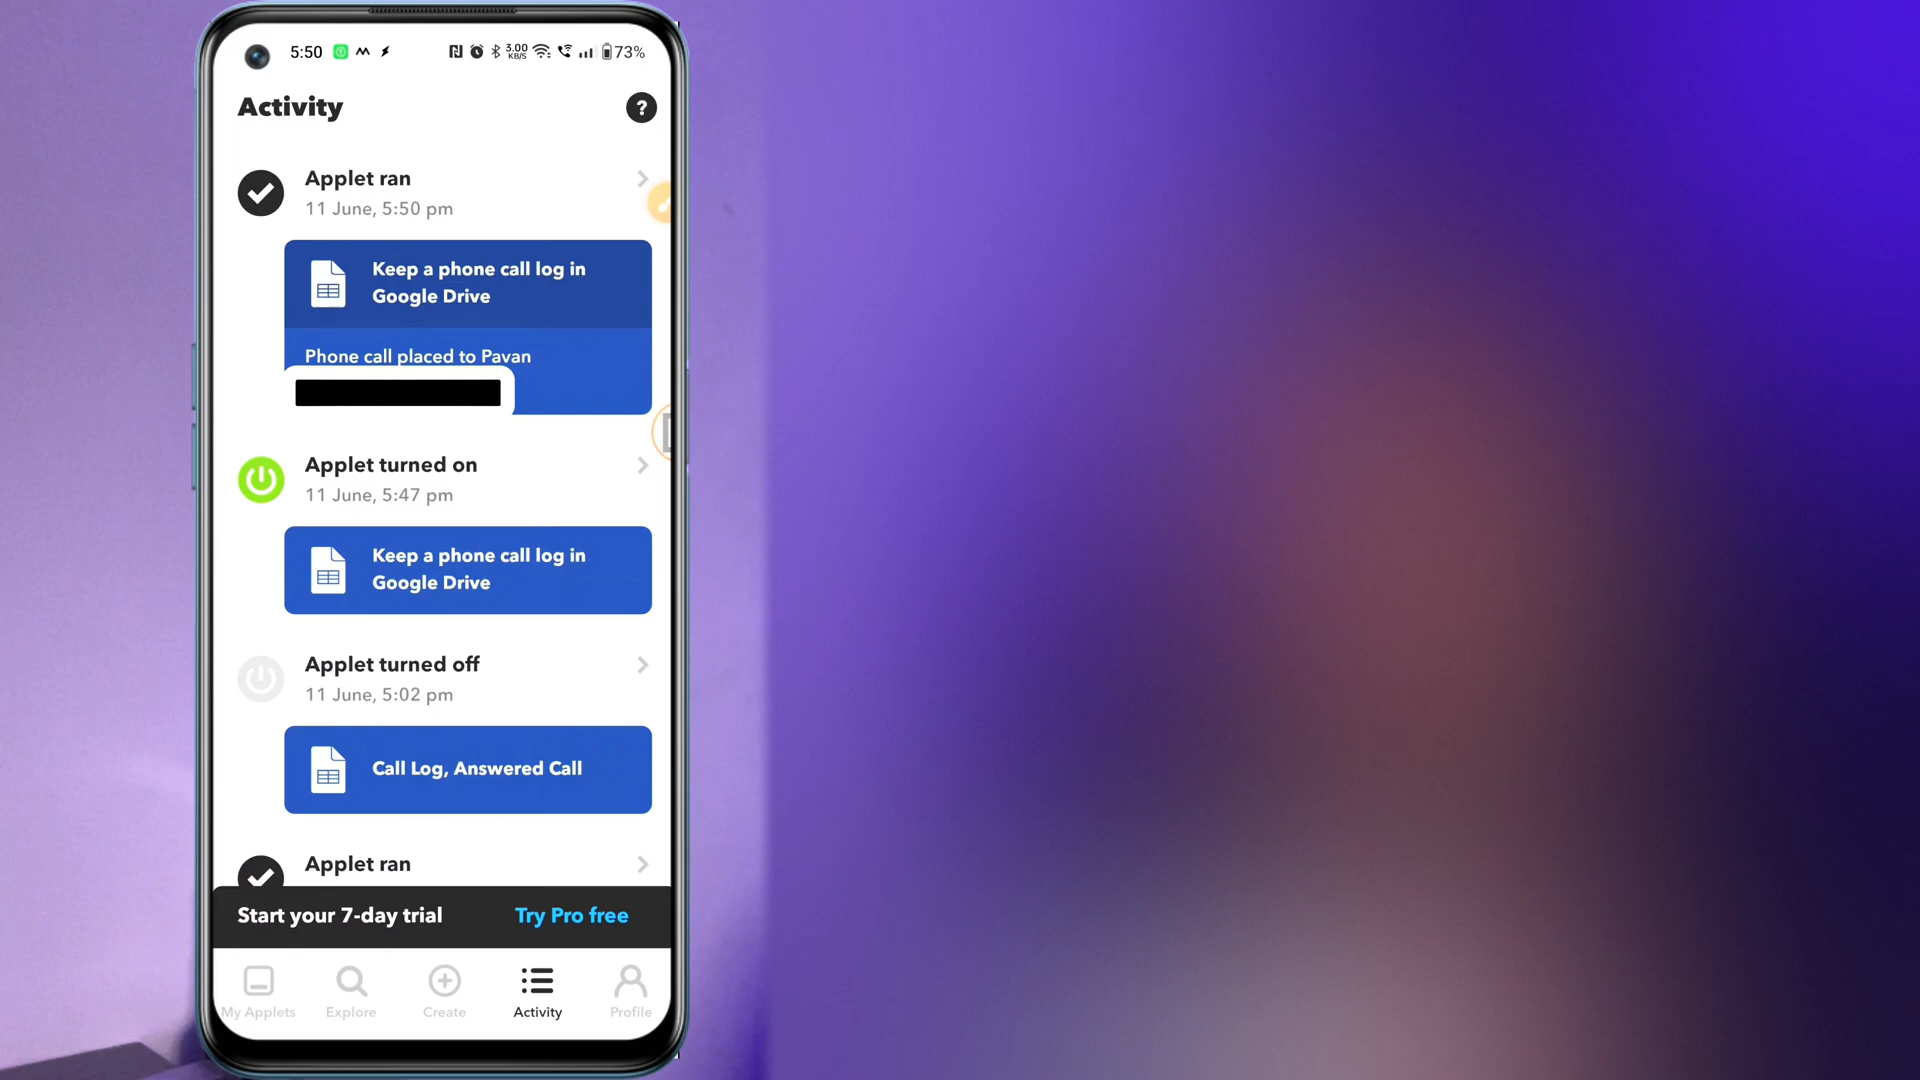 5:50
3.00
KB/S
73%
Activity
?
Applet ran
11 June, 5:50 pm
Keep a phone call log in
Google Drive
Phone call placed to Pavan
Applet turned on
11 June, 5:47 pm
Keep a phone call log in
Google Drive
Applet turned off
11 June, 5:02 pm
Call Log, Answered Call
Applet ran
Start your 7-day trial
Try Pro free
My Applets
Explore
Create
Activity
Profile